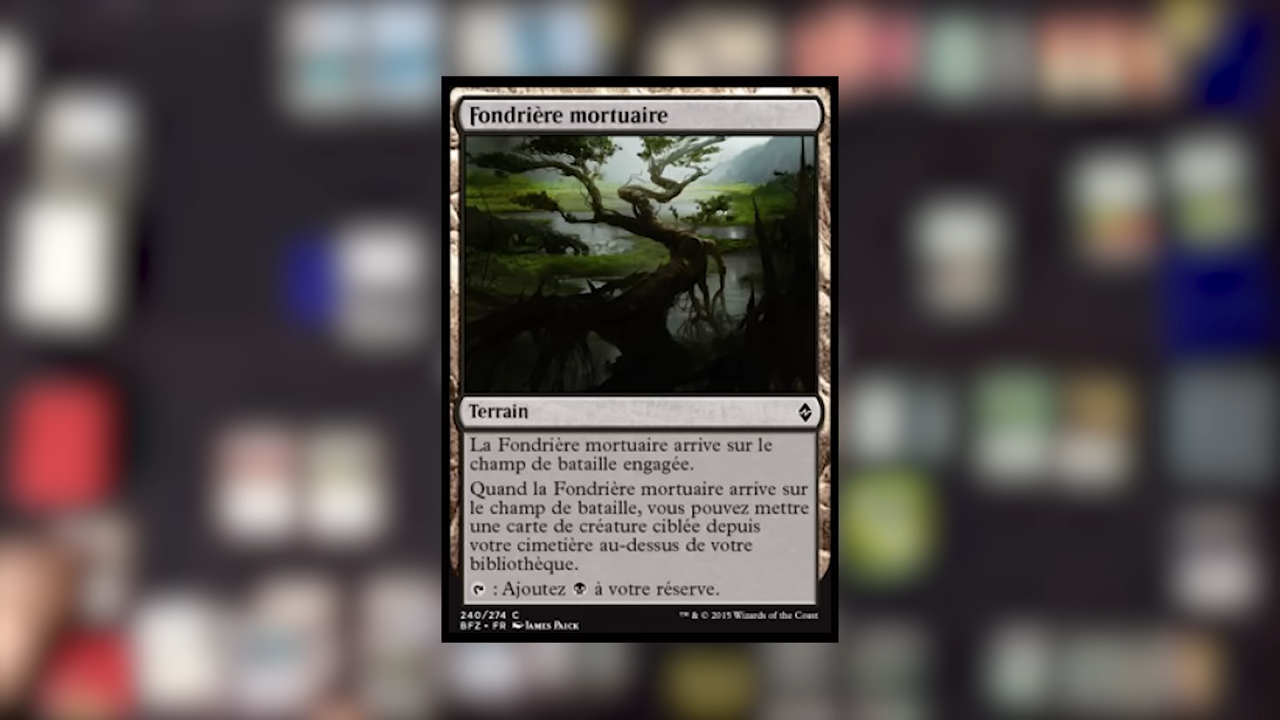 Fondrière mortuaire
Terrain
La Fondrière mortuaire arrive sur le
champ de bataille engagée.
Quand la Fondrière mortuaire arrive sur
le champ de bataille, vous pouvez mettre
une carte de créature ciblée depuis
votre cimetière au-dessus de votre
bibliothèque.
: Ajoutez à votre réserve.
240/274 C
BFZ • FR James Paick
™ & © 2015 Wizards of the Coast